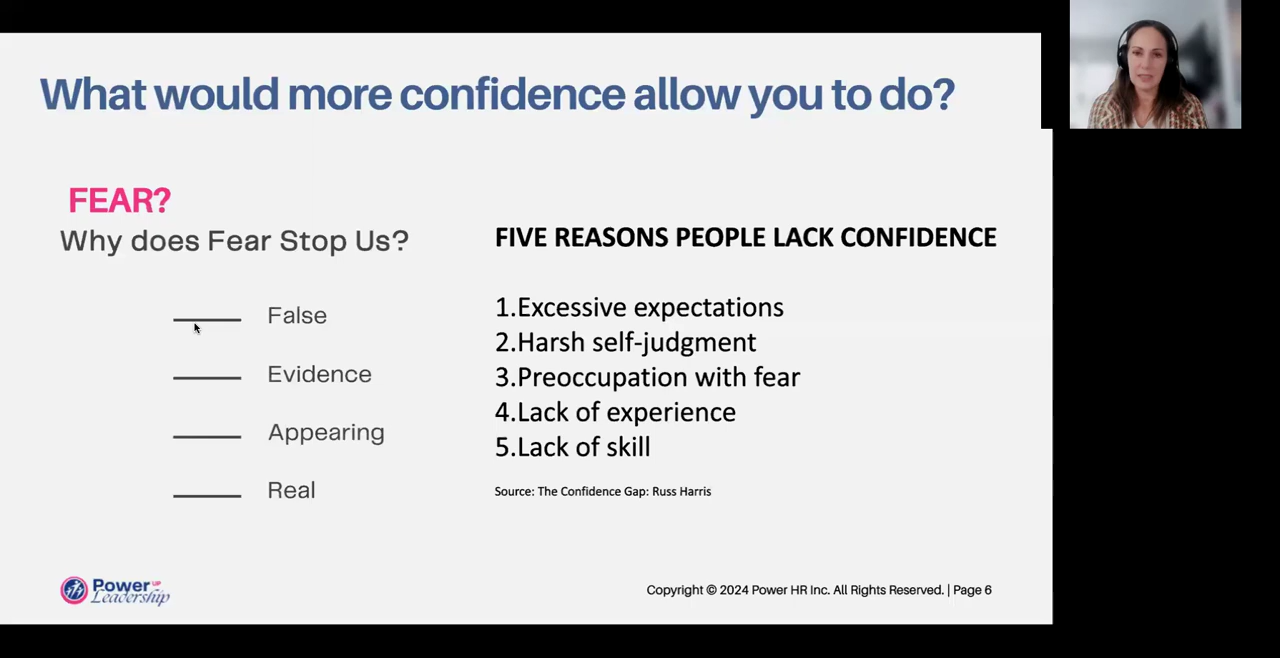 What would more confidence allow you to do?
FEAR?
Why does Fear Stop Us?
False
Evidence
Appearing
Real
FIVE REASONS PEOPLE LACK CONFIDENCE
1.Excessive expectations
2.Harsh self-judgment
3.Preoccupation with fear
4.Lack of experience
5.Lack of skill
Source: The Confidence Gap: Russ Harris
Power
Leadership
Copyright © 2024 Power HR Inc. All Rights Reserved. | Page 6